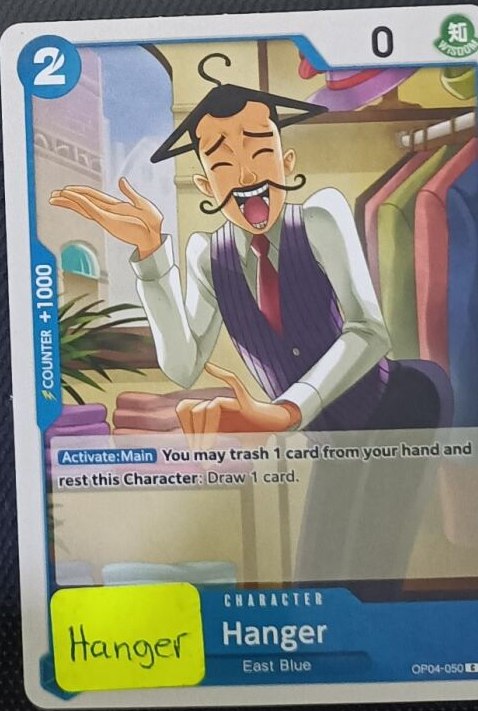 2
0
知
WISDOM
COUNTER +1000
Activate:Main You may trash 1 card from your hand and
rest this Character: Draw 1 card.
CHARACTER
Hanger
Hanger
East Blue
OP04-050 C